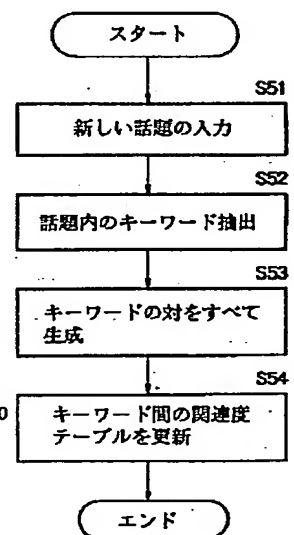 スタート
S51
新しい話題の入力
S52
話題内のキーワード抽出
S53
キーワードの対をすべて
生成
S54
0
キーワード間の関連度
テーブルを更新
エンド